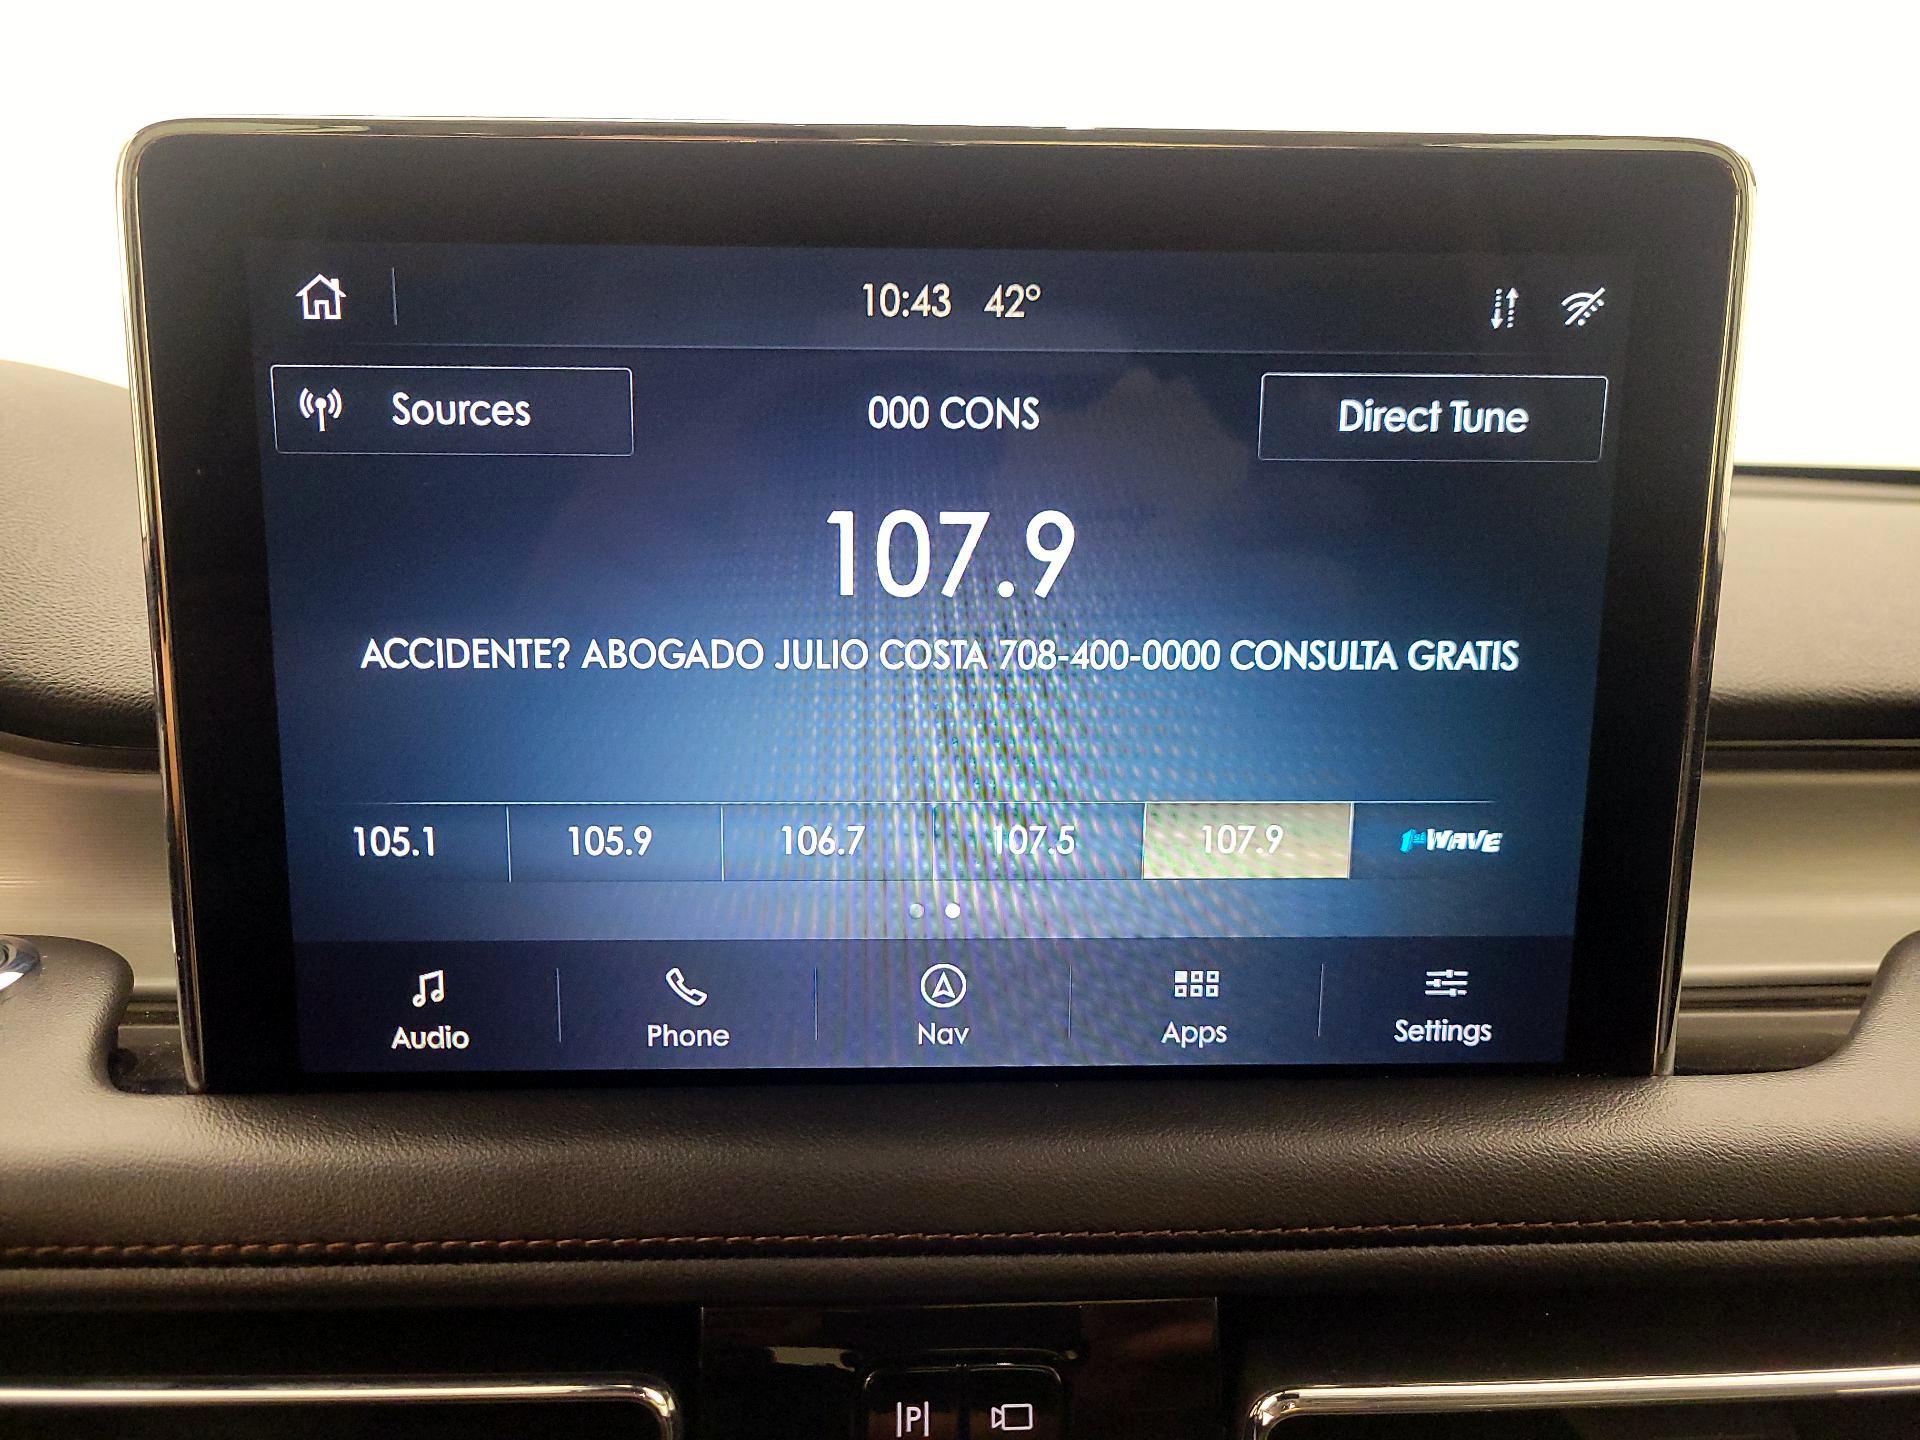 10:43 42°
Sources
000 CONS
Direct Tune
107.9
ACCIDENTE? ABOGADO JULIO COSTA 708-400-0000 CONSULTA GRATIS
105.1 105.9 106.7 107.5 107.9 1st WAVE
Audio Phone Nav Apps Settings
|P|